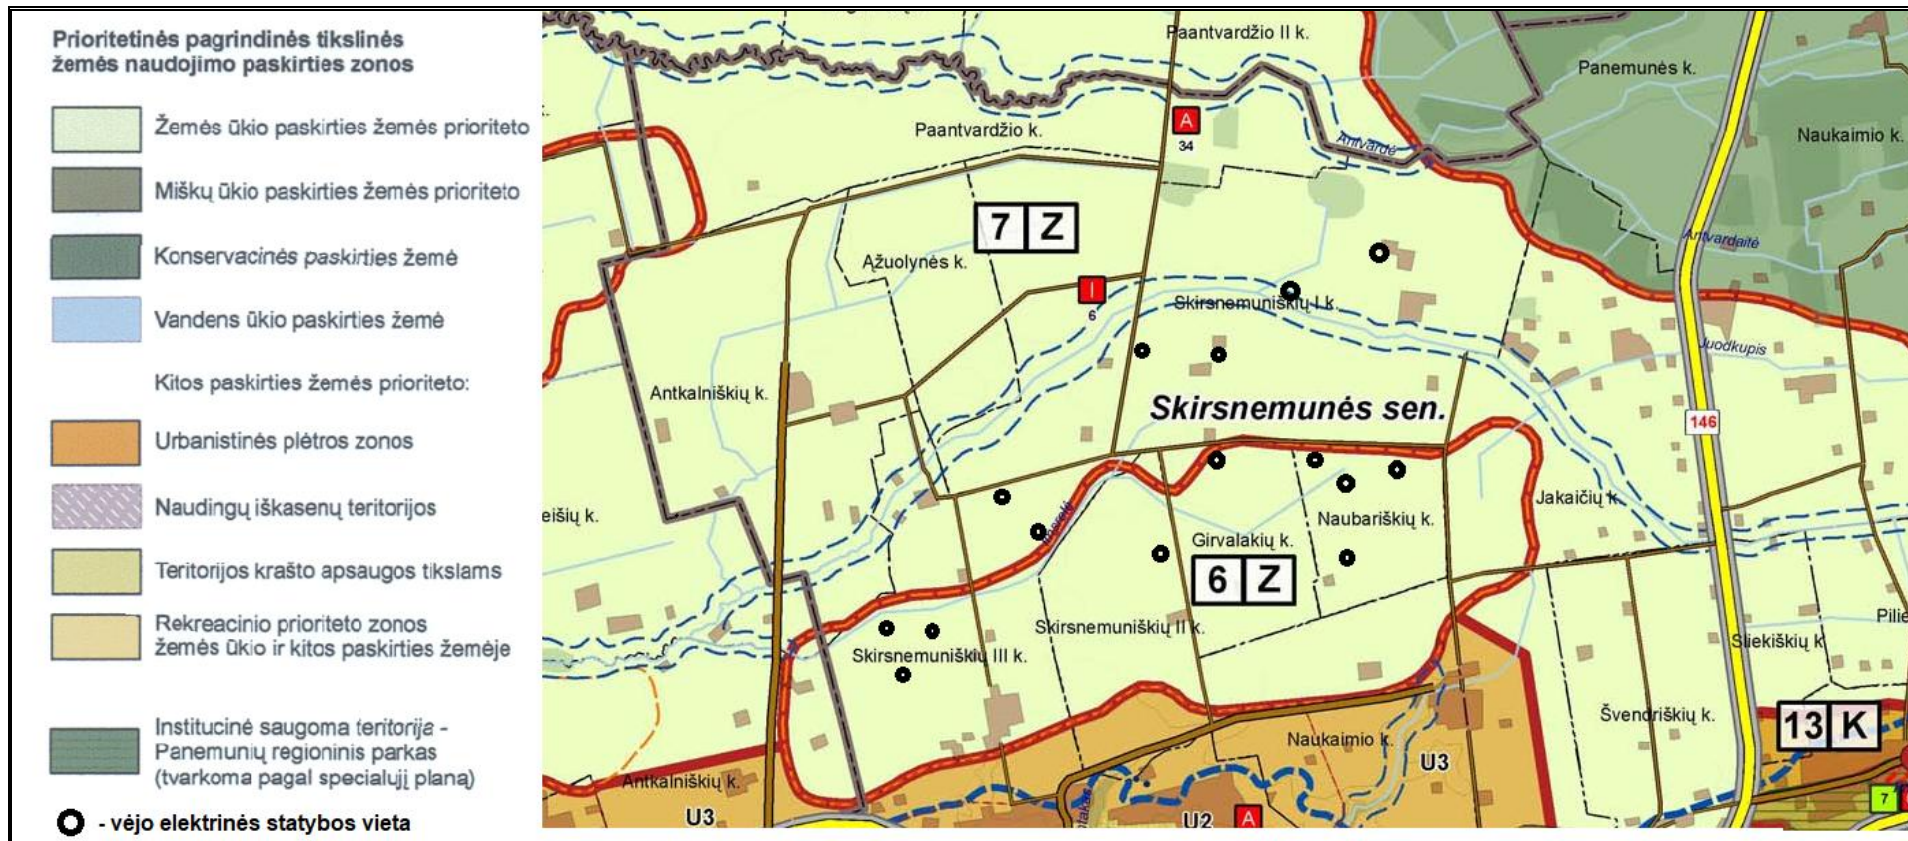 Prioritetinės pagrindinės tikslinės
žemės naudojimo paskirties zonos
Žemės ūkio paskirties žemės prioriteto
Miškų ūkio paskirties žemės prioriteto
Konservacinės paskirties žemė
Vandens ūkio paskirties žemė
Kitos paskirties žemės prioriteto:
Urbanistinės plėtros zonos
Naudingų iškasenų teritorijos
Teritorijos krašto apsaugos tikslams
Rekreacinio prioriteto zonos
žemės ūkio ir kitos paskirties žemėje
Institucinė saugoma teritorija -
Panemunių regioninis parkas
(tvarkoma pagal specialųjį planą)
- vėjo elektrinės statybos vieta
Paantvardžio II k.
Panemunės k.
Paantvardžio k.
A
34
Antvardė
Naukaimio k.
7 Z
Antvardaitė
Ąžuolynės k.
I
6
Skirsnemuniškių I k.
Juodkupis
Antkalniškių k.
Skirsnemunės sen.
146
eišių k.
Jakaičių k.
Naubariškių k.
Girvalakių k.
6 Z
Skirsnemuniškių II k.
Pilie
Šliekiškių k
Skirsnemuniškių III k.
Švendriškių k.
13 K
Naukaimio k.
U3
Antkalniškių k.
U3
U2
A
7